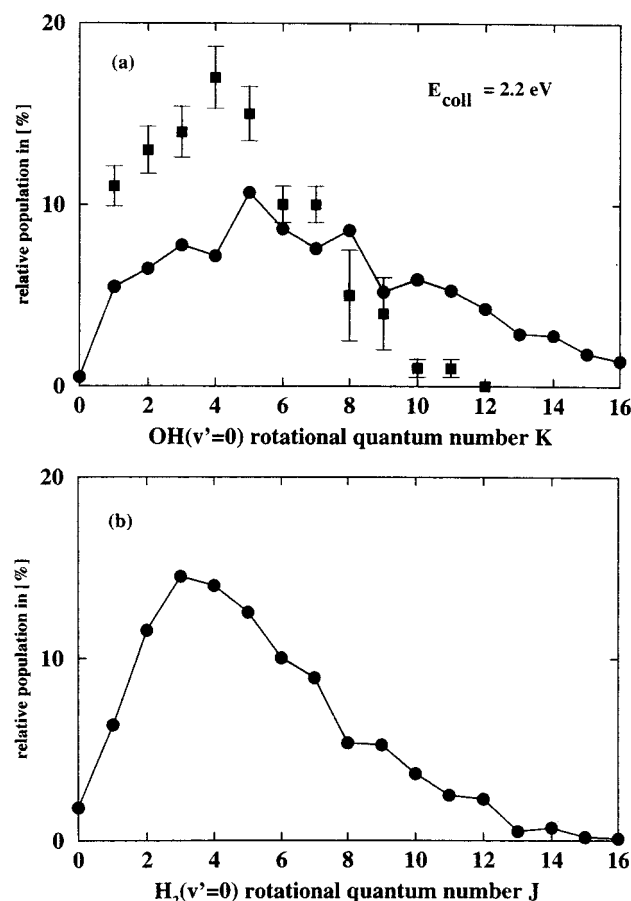 20
(a)
E_coll = 2.2 eV
10
0
relative population in [%]
0 2 4 6 8 10 12 14 16
OH(v'=0) rotational quantum number K
20
(b)
10
0
relative population in [%]
0 2 4 6 8 10 12 14 16
H₂(v'=0) rotational quantum number J